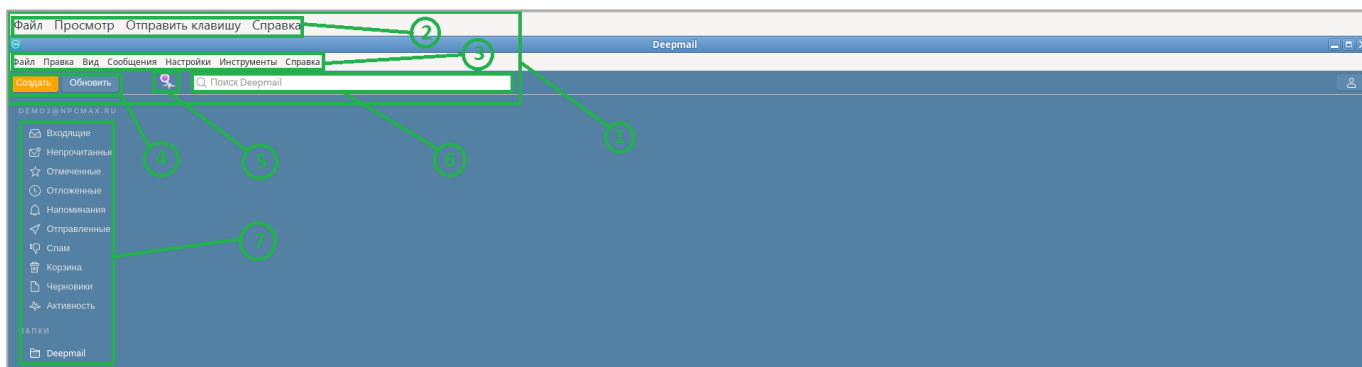 Файл Просмотр Отправить клавишу Справка
2
Deepmail
Файл Правка Вид Сообщения Настройки Инструменты Справка
3
Создать Обновить Поиск Deepmail
DEMO3@NPCMAX.RU
1
Входящие
Непрочитанны
4 5 6
Отмеченные
Отложенные
Напоминания
Отправленные
7
Спам
Корзина
Черновики
Активность
ПАПКИ
Deepmail